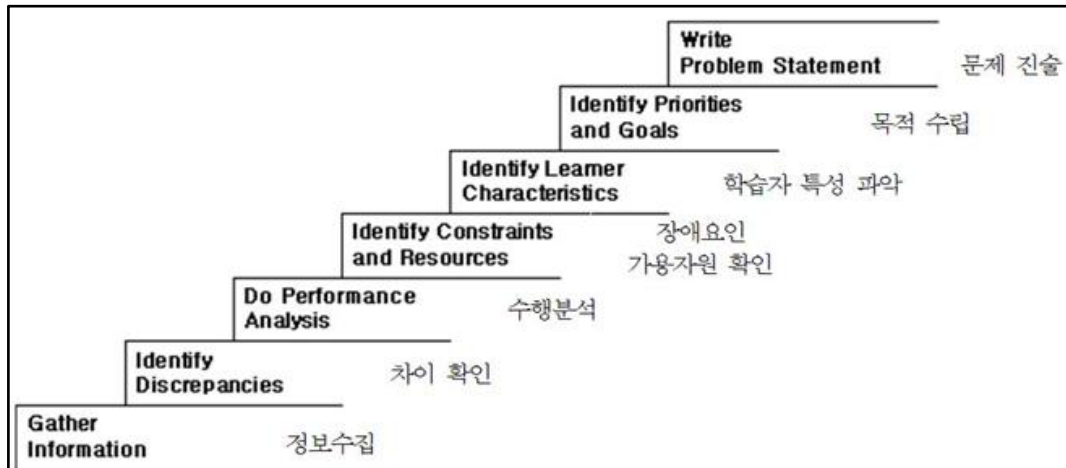 Write
Problem Statement
문제 진술
Identify Priorities
and Goals
목적 수립
Identify Learner
Characteristics
학습자 특성 파악
Identify Constraints
and Resources
장애요인
가용자원 확인
Do Performance
Analysis
수행분석
Identify
Discrepancies
차이 확인
Gather
Information
정보수집